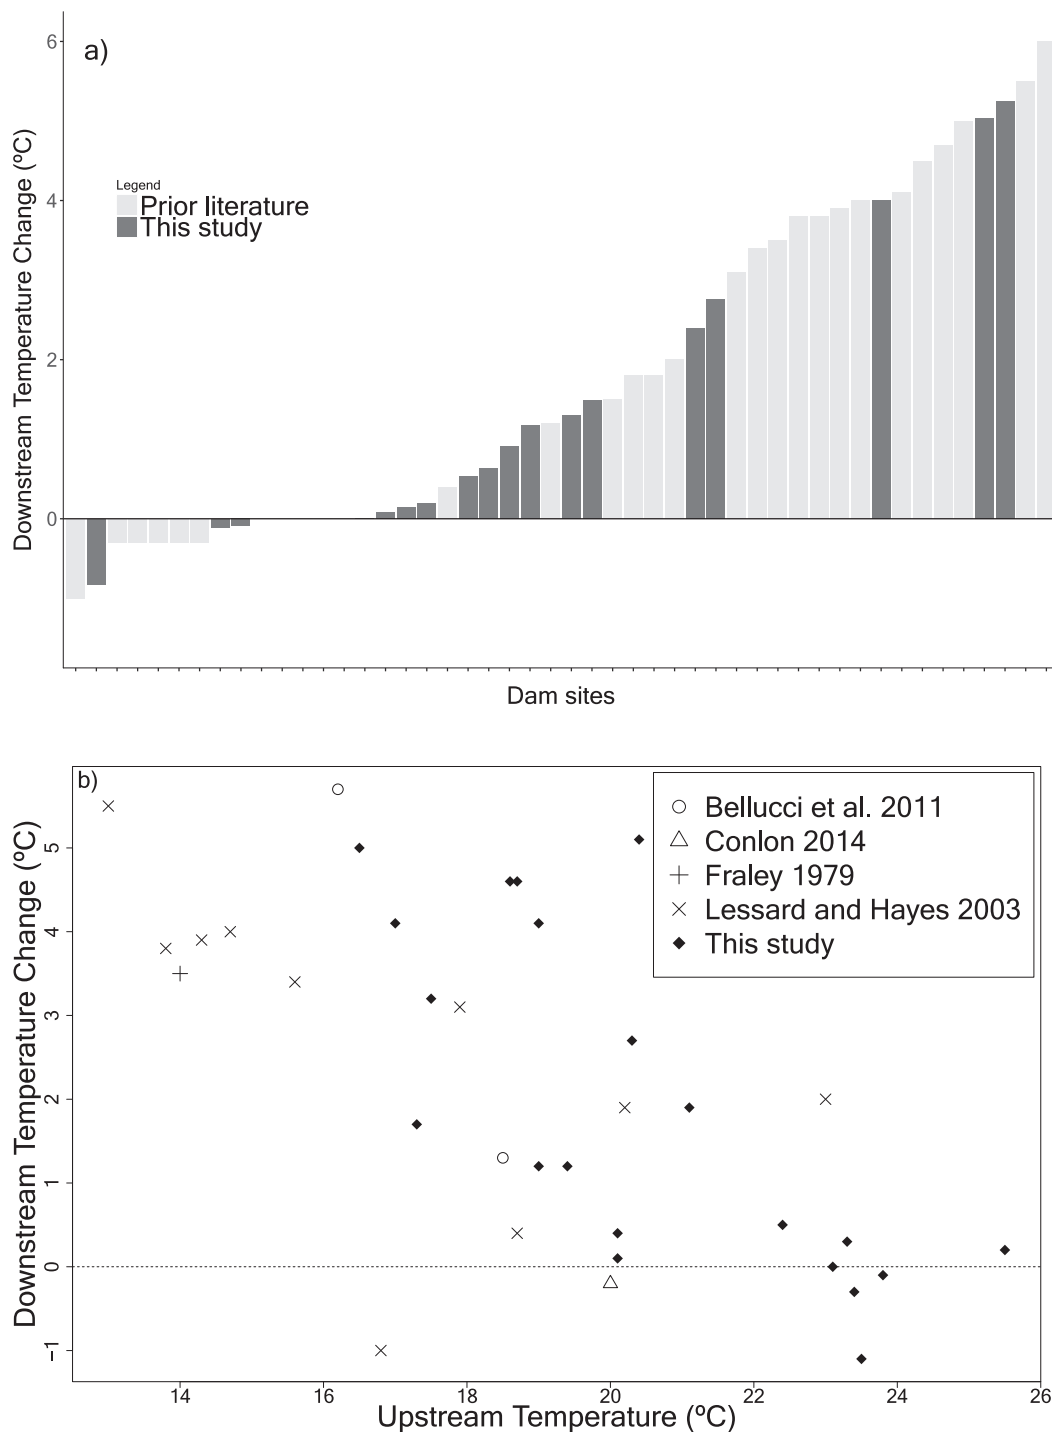 a)
6
4
2
0
Downstream Temperature Change (ºC)
Legend
Prior literature
This study
Dam sites
b)
Bellucci et al. 2011
Conlon 2014
Fraley 1979
Lessard and Hayes 2003
This study
5
4
3
2
1
0
−1
Downstream Temperature Change (ºC)
14 16 18 20 22 24 26
Upstream Temperature (ºC)